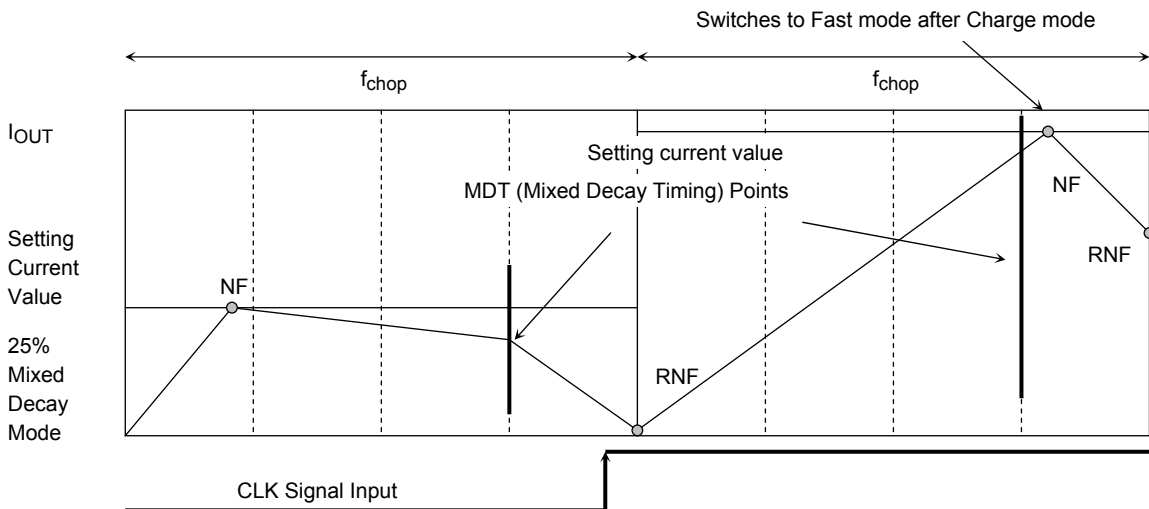 Switches to Fast mode after Charge mode
fchop
fchop
IOUT
Setting current value
MDT (Mixed Decay Timing) Points
NF
RNF
Setting
Current
Value
NF
25%
Mixed
Decay
Mode
RNF
CLK Signal Input